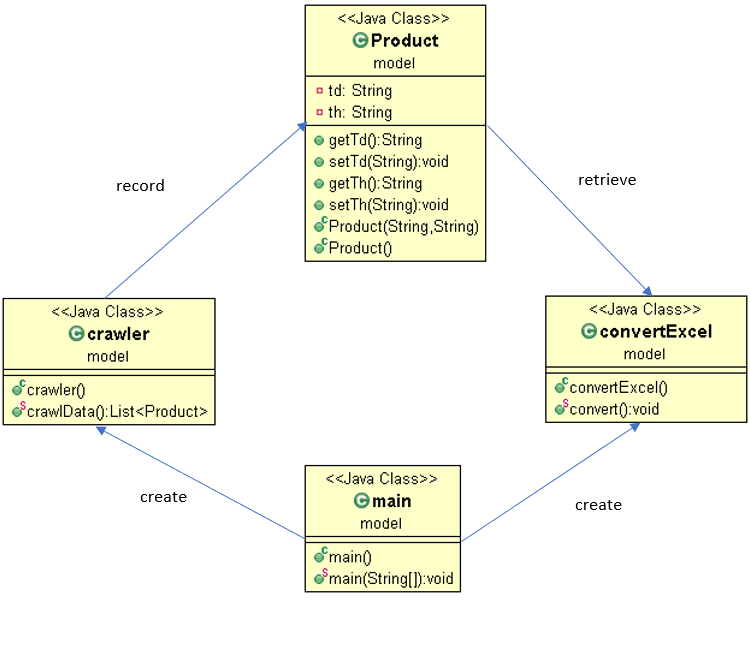 <<Java Class>>
C Product
model
td: String
th: String
getTd():String
setTd(String):void
getTh():String
setTh(String):void
C Product(String,String)
C Product()
record
retrieve
<<Java Class>>
C crawler
model
C crawler()
S crawlData():List<Product>
<<Java Class>>
C convertExcel
model
C convertExcel()
S convert():void
create
create
<<Java Class>>
C main
model
C main()
S main(String[]):void